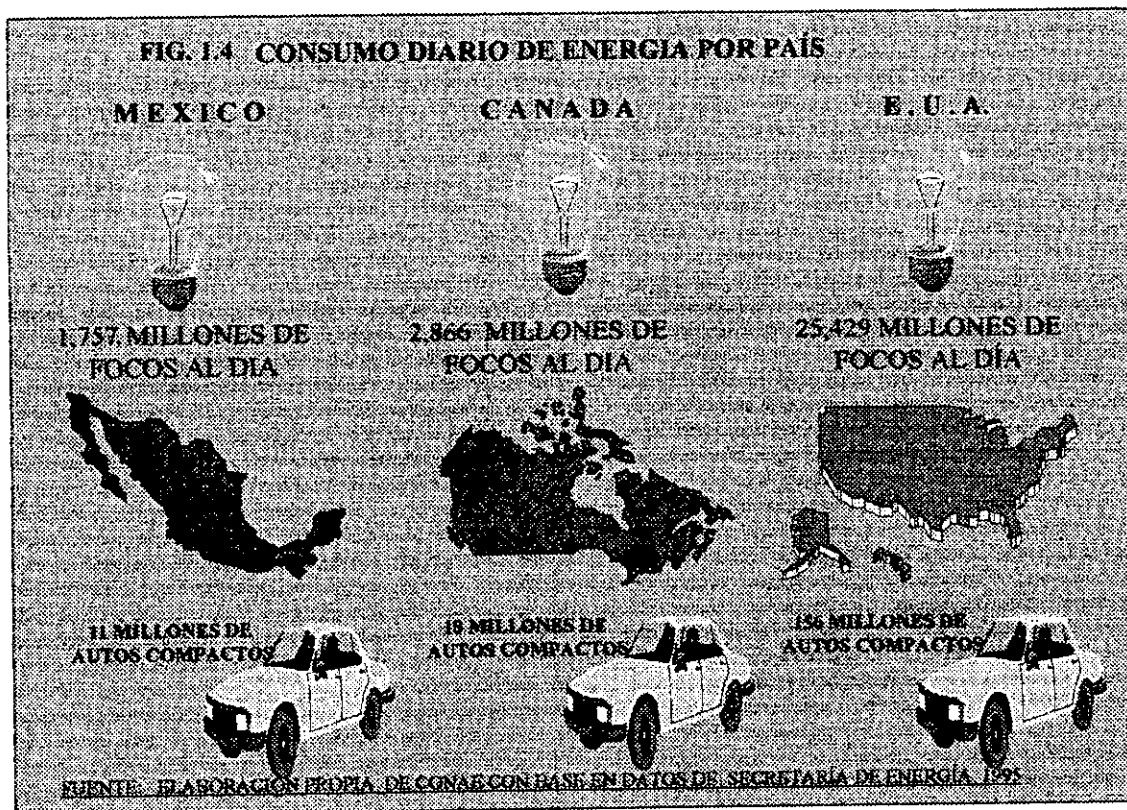 FIG. 1.4 CONSUMO DIARIO DE ENERGIA POR PAÍS
MEXICO
CANADA
E.U.A.
1,757 MILLONES DE
FOCOS AL DIA
2,866 MILLONES DE
FOCOS AL DIA
25,429 MILLONES DE
FOCOS AL DÍA
11 MILLONES DE
AUTOS COMPACTOS
18 MILLONES DE
AUTOS COMPACTOS
156 MILLONES DE
AUTOS COMPACTOS
FUENTE: ELABORACIÓN PROPIA DE CONAE CON BASE EN DATOS DE SECRETARÍA DE ENERGÍA, 1995